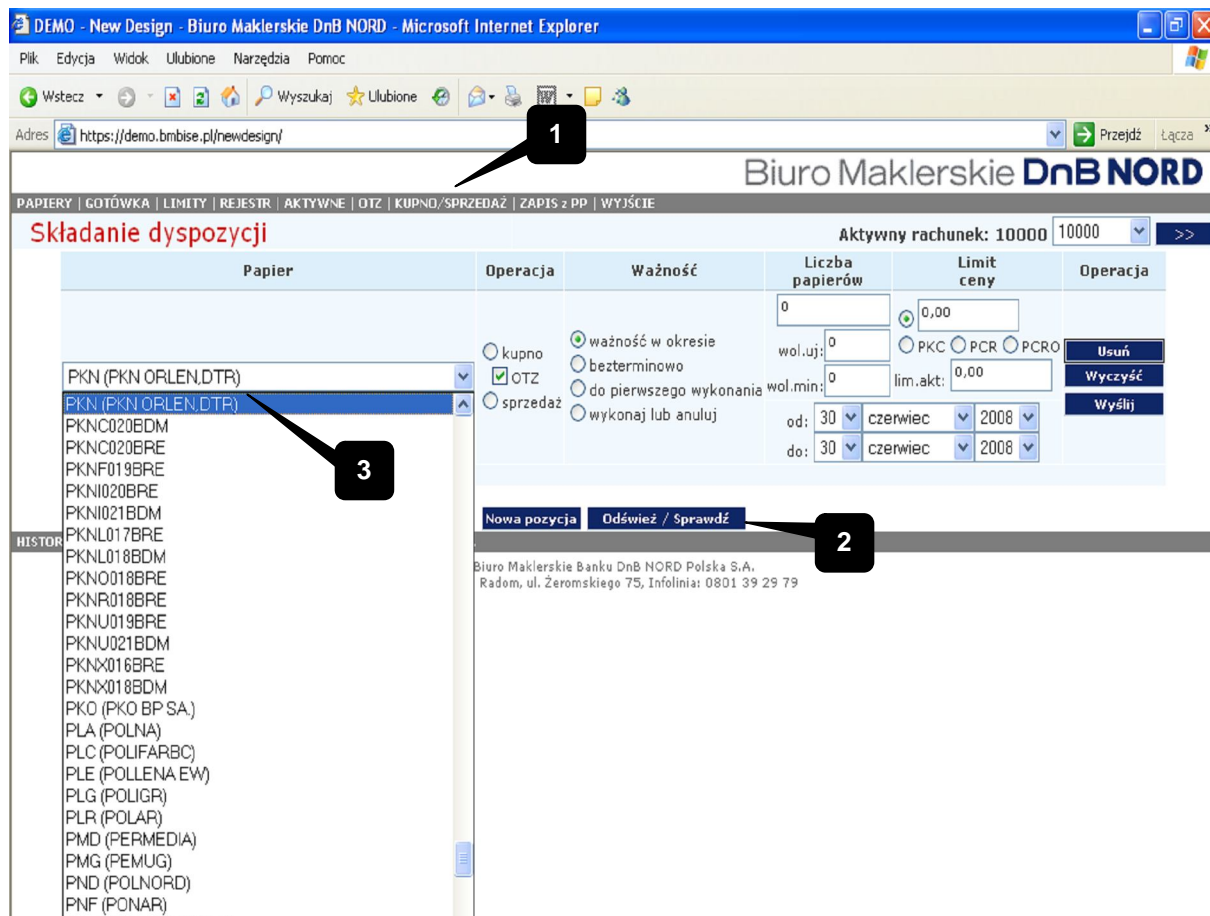 DEMO - New Design - Biuro Maklerskie DnB NORD - Microsoft Internet Explorer
Plik Edycja Widok Ulubione Narzędzia Pomoc
Wstecz Wyszukaj Ulubione
Adres https://demo.bmbise.pl/newdesign/ Przejdź Łącza »
1
Biuro Maklerskie DnB NORD
PAPIERY | GOTÓWKA | LIMITY | REJESTR | AKTYWNE | OTZ | KUPNO/SPRZEDAŻ | ZAPIS z PP | WYJŚCIE
Składanie dyspozycji Aktywny rachunek: 10000 10000 >>
Papier Operacja Ważność Liczba papierów Limit ceny Operacja
0 0,00
kupno ważność w okresie wol.uj: 0 PKC PCR PCRO Usuń
PKN (PKN ORLEN,DTR) OTZ bezterminowo wol.min: 0 lim.akt: 0,00 Wyczyść
sprzedaż do pierwszego wykonania Wyślij
wykonaj lub anuluj od: 30 czerwiec 2008
do: 30 czerwiec 2008
PKN (PKN ORLEN,DTR)
PKNC020BDM
PKNC020BRE
PKNF019BRE
3
PKNI020BRE
PKNI021BDM
Nowa pozycja Odśwież / Sprawdź
2
PKNL017BRE
HISTOR
PKNL018BDM
Biuro Maklerskie Banku DnB NORD Polska S.A.
PKNO018BRE
Radom, ul. Żeromskiego 75, Infolinia: 0801 39 29 79
PKNR018BRE
PKNU019BRE
PKNU021BDM
PKNX016BRE
PKNX018BDM
PKO (PKO BP SA.)
PLA (POLNA)
PLC (POLIFARBC)
PLE (POLLENA EW)
PLG (POLIGR)
PLR (POLAR)
PMD (PERMEDIA)
PMG (PEMUG)
PND (POLNORD)
PNF (PONAR)